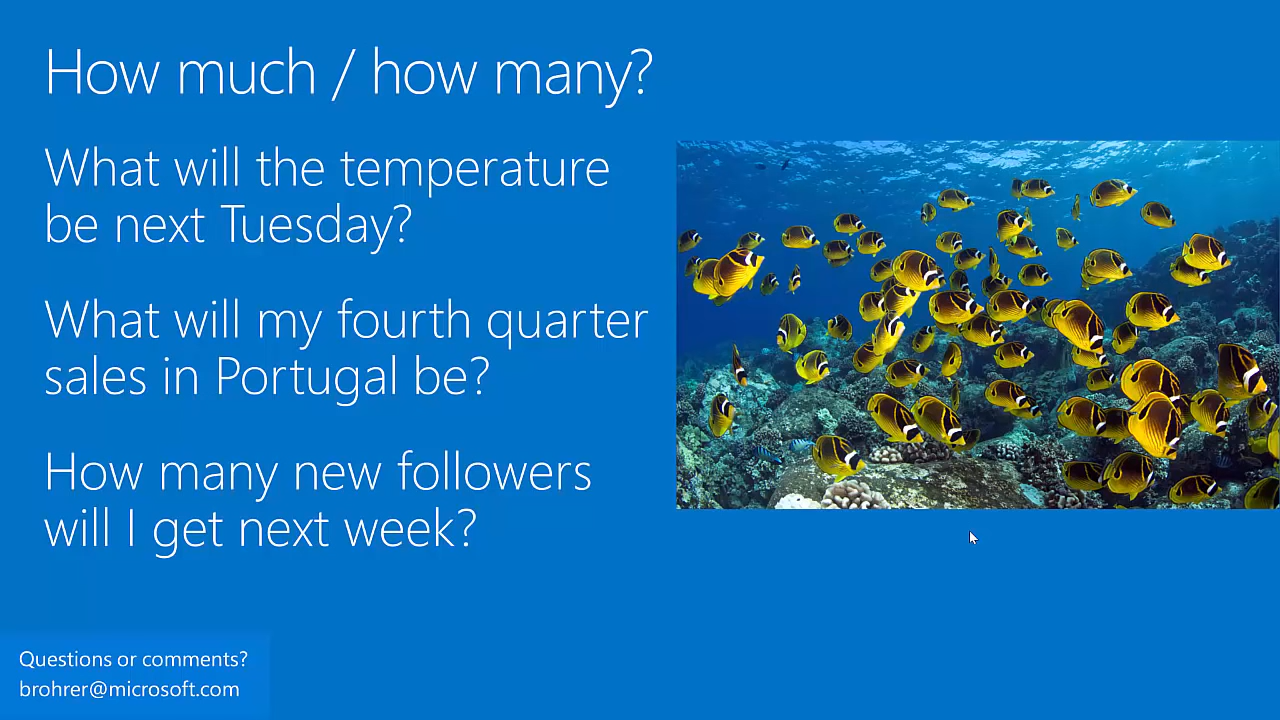 How much / how many?
What will the temperature
be next Tuesday?
What will my fourth quarter
sales in Portugal be?
How many new followers
will I get next week?
Questions or comments?
brohrer@microsoft.com